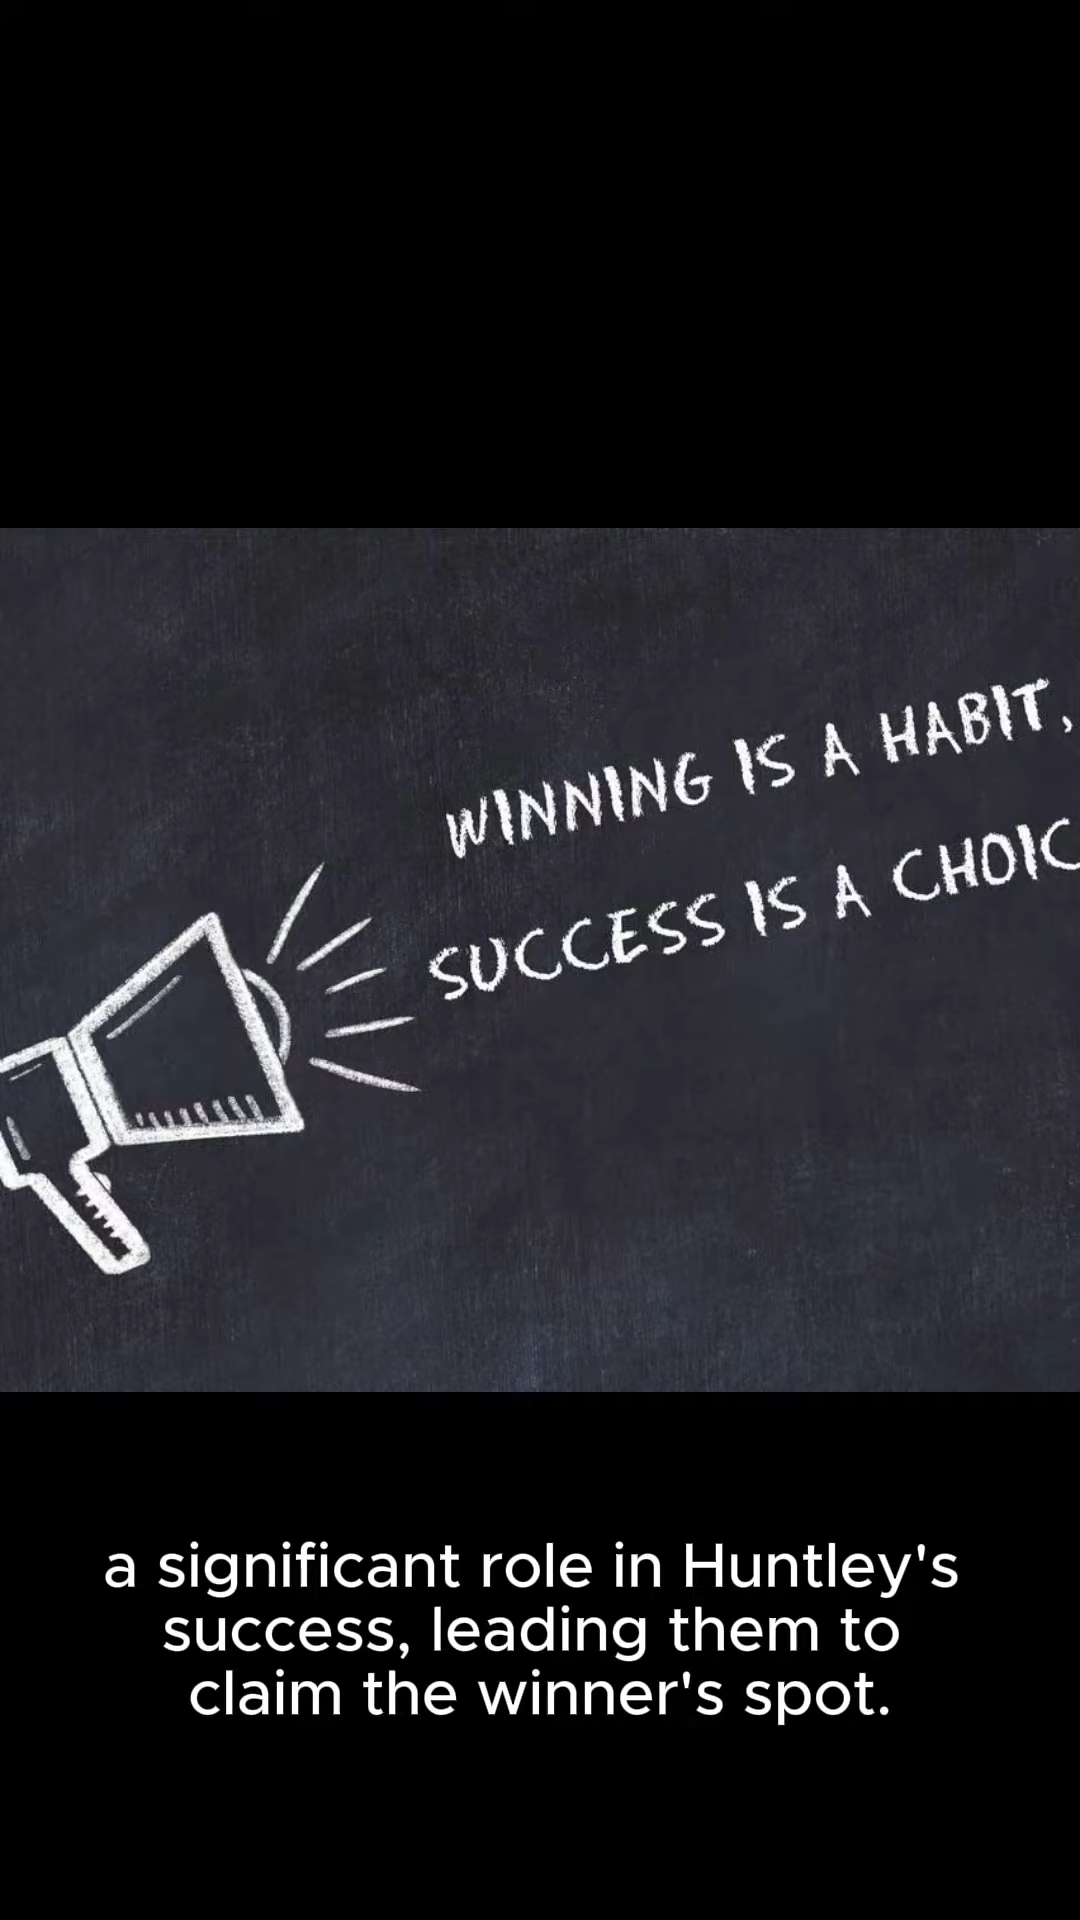 WINNING IS A HABIT,
SUCCESS IS A CHOIC
a significant role in Huntley's
success, leading them to
claim the winner's spot.